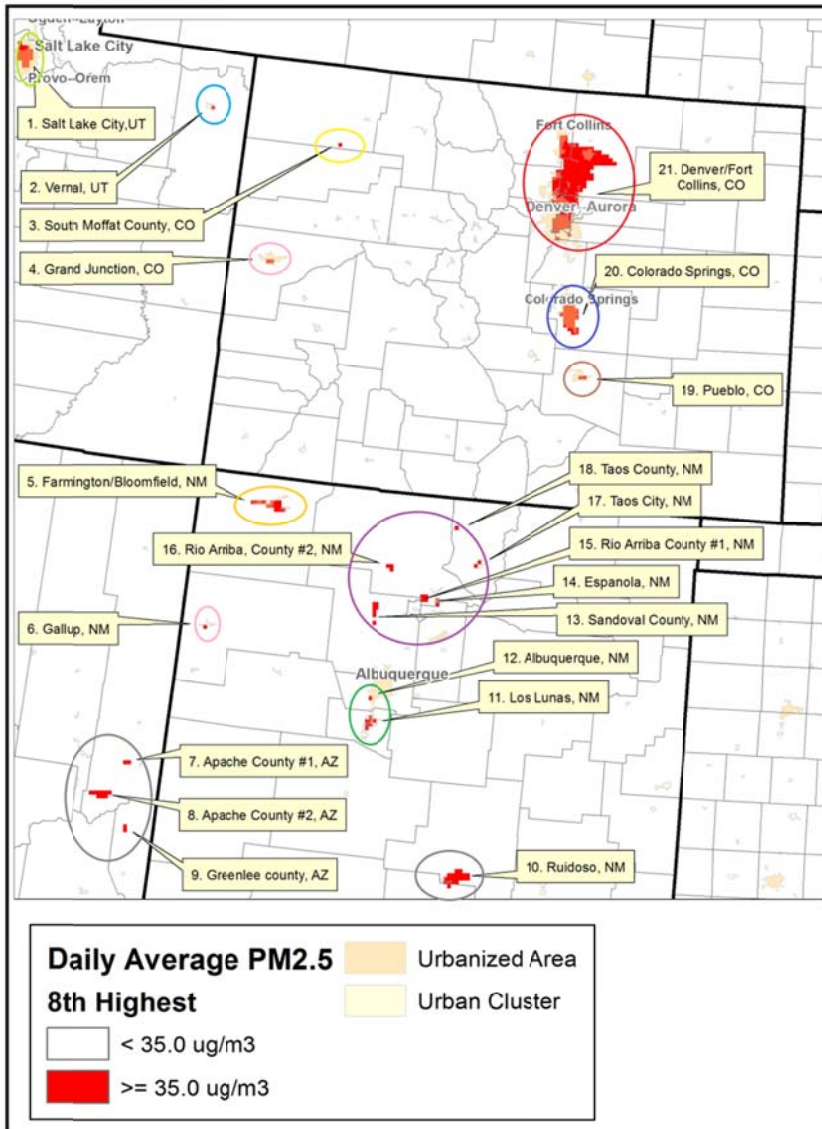 Ogden-Layton
Salt Lake City
Provo-Orem
1. Salt Lake City,UT
2. Vernal, UT
3. South Moffat County, CO
4. Grand Junction, CO
Fort Collins
21. Denver/Fort
Collins, CO
Denver--Aurora
20. Colorado Springs, CO
Colorado Springs
19. Pueblo, CO
5. Farmington/Bloomfield, NM
18. Taos County, NM
17. Taos City, NM
16. Rio Arriba, County #2, NM
15. Rio Arriba County #1, NM
14. Espanola, NM
13. Sandoval County, NM
6. Gallup, NM
12. Albuquerque, NM
Albuquerque
11. Los Lunas, NM
7. Apache County #1, AZ
8. Apache County #2, AZ
9. Greenlee county, AZ
10. Ruidoso, NM
Daily Average PM2.5
8th Highest
< 35.0 ug/m3
>= 35.0 ug/m3
Urbanized Area
Urban Cluster